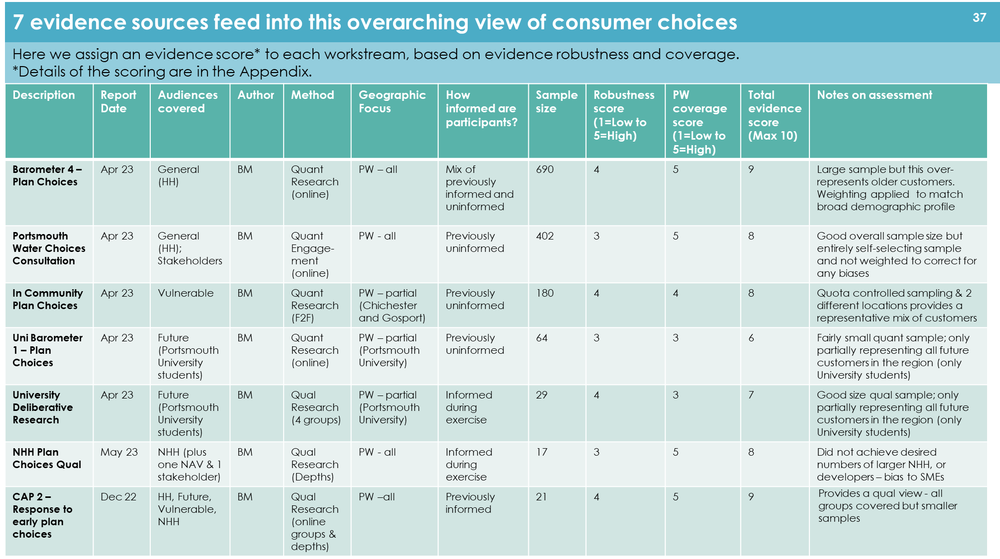 7 evidence sources feed into this overarching view of consumer choices
37
Here we assign an evidence score* to each workstream, based on evidence robustness and coverage.
*Details of the scoring are in the Appendix.
Description
Report
Date
Audiences
covered
Author
Method
Geographic
Focus
How
informed are
participants?
Sample
size
Robustness
score
(1=Low to
5=High)
PW
coverage
score
(1=Low to
5=High)
Total
evidence
score
(Max 10)
Notes on assessment
Barometer 4 –
Plan Choices
Apr 23
General
(HH)
BM
Quant
Research
(online)
PW – all
Mix of
previously
informed and
uninformed
690
4
5
9
Large sample but this over-
represents older customers.
Weighting applied to match
broad demographic profile
Portsmouth
Water Choices
Consultation
Apr 23
General
(HH);
Stakeholders
BM
Quant
Engage-
ment
(online)
PW - all
Previously
uninformed
402
3
5
8
Good overall sample size but
entirely self-selecting sample
and not weighted to correct for
any biases
In Community
Plan Choices
Apr 23
Vulnerable
BM
Quant
Research
(F2F)
PW – partial
(Chichester
and Gosport)
Previously
uninformed
180
4
4
8
Quota controlled sampling & 2
different locations provides a
representative mix of customers
Uni Barometer
1 – Plan
Choices
Apr 23
Future
(Portsmouth
University
students)
BM
Quant
Research
(online)
PW – partial
(Portsmouth
University)
Previously
uninformed
64
3
3
6
Fairly small quant sample; only
partially representing all future
customers in the region (only
University students)
University
Deliberative
Research
Apr 23
Future
(Portsmouth
University
students)
BM
Qual
Research
(4 groups)
PW – partial
(Portsmouth
University)
Informed
during
exercise
29
4
3
7
Good size qual sample; only
partially representing all future
customers in the region (only
University students)
NHH Plan
Choices Qual
May 23
NHH (plus
one NAV & 1
stakeholder)
BM
Qual
Research
(Depths)
PW - all
Informed
during
exercise
17
3
5
8
Did not achieve desired
numbers of larger NHH, or
developers – bias to SMEs
CAP 2 –
Response to
early plan
choices
Dec 22
HH, Future,
Vulnerable,
NHH
BM
Qual
Research
(online
groups &
depths)
PW –all
Previously
informed
21
4
5
9
Provides a qual view - all
groups covered but smaller
samples